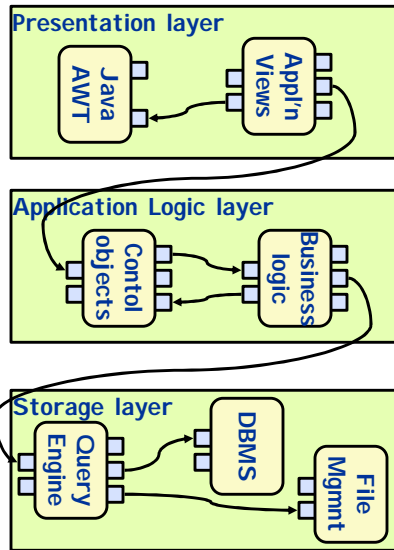 Presentation layer
Java
AWT
Appl'n
Views
Application Logic layer
Contol
objects
Business
logic
Storage layer
Query
Engine
DBMS
File
Mgmnt